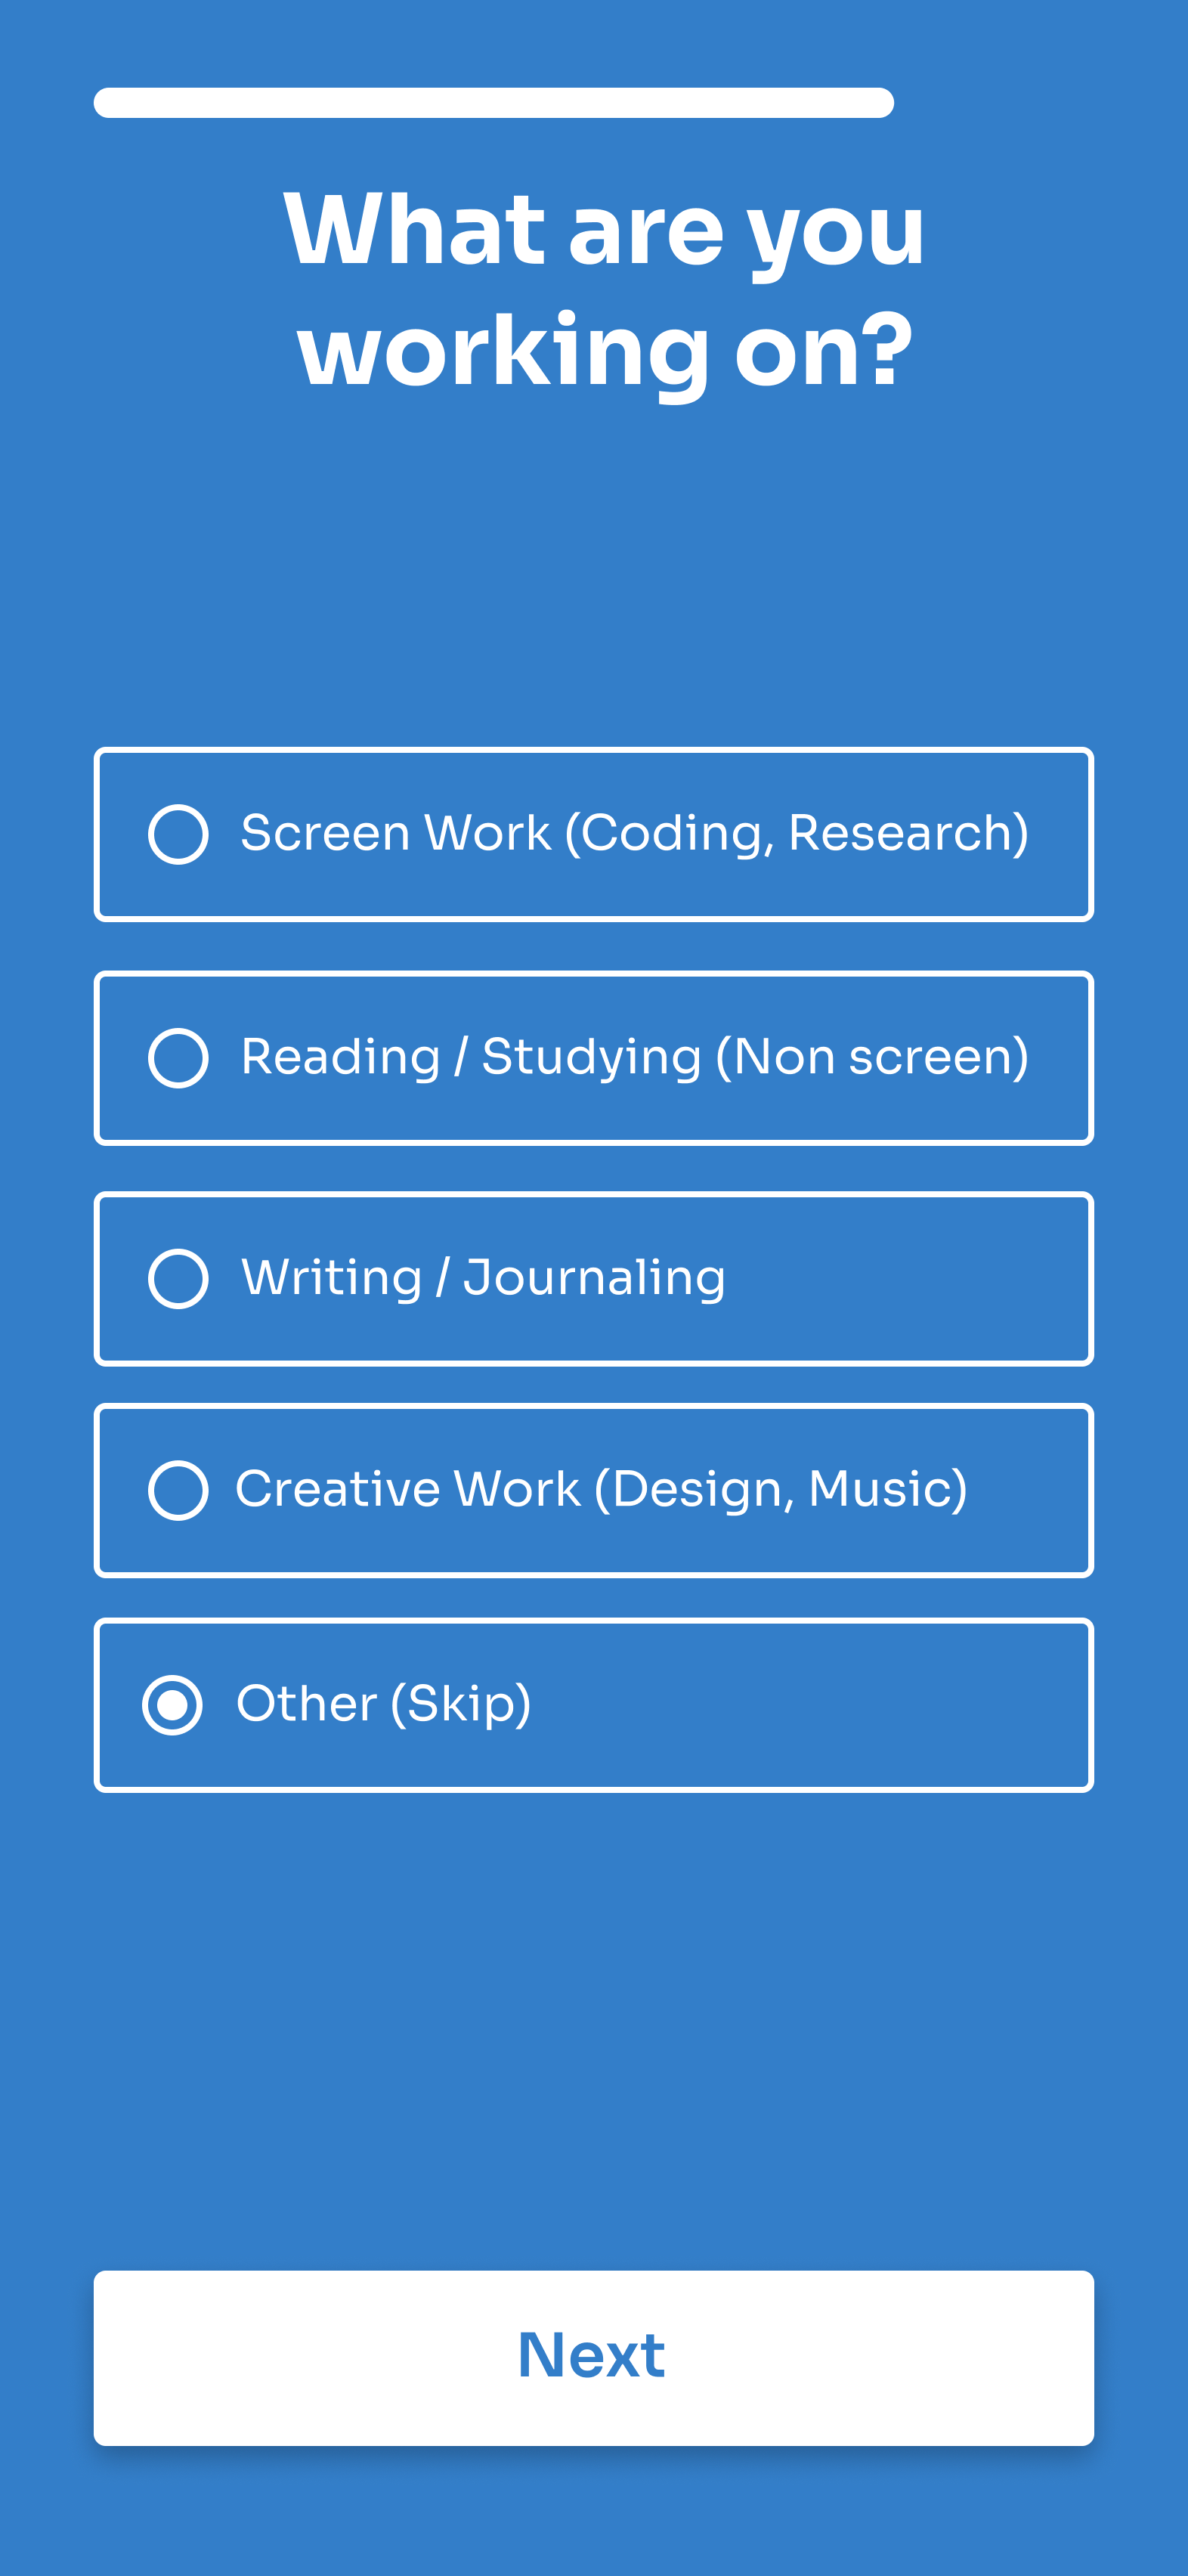 What are you
working on?
Screen Work (Coding, Research)
Reading / Studying (Non screen)
Writing / Journaling
Creative Work (Design, Music)
Other (Skip)
Next